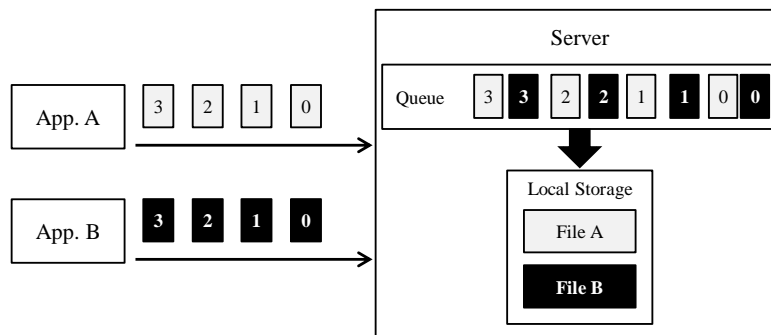 Server
Queue 3 3 2 2 1 1 0 0
App. A 3 2 1 0
Local Storage
File A
App. B 3 2 1 0
File B